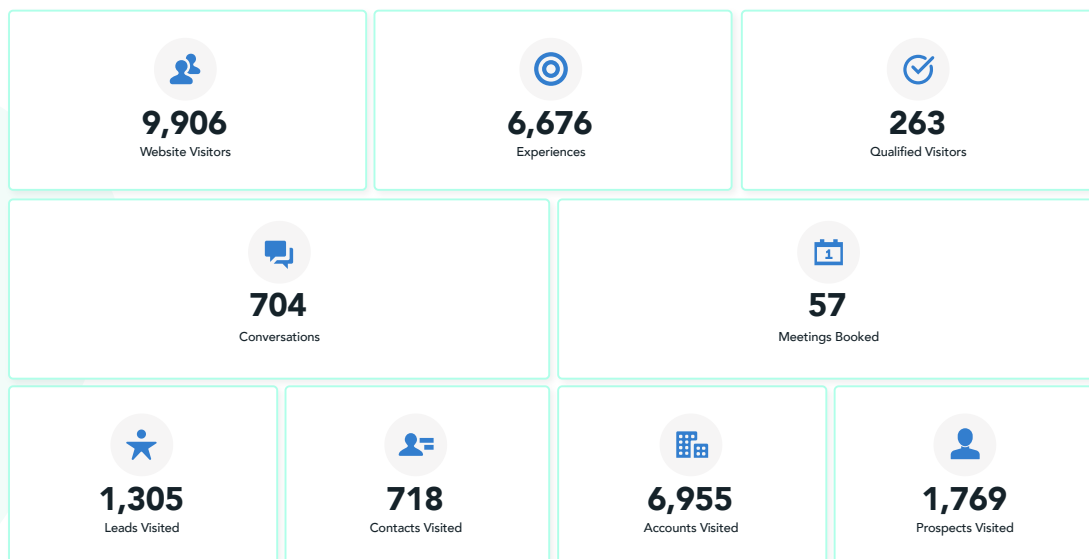 9,906
Website Visitors
6,676
Experiences
263
Qualified Visitors
704
Conversations
1
57
Meetings Booked
1,305
Leads Visited
718
Contacts Visited
6,955
Accounts Visited
1,769
Prospects Visited